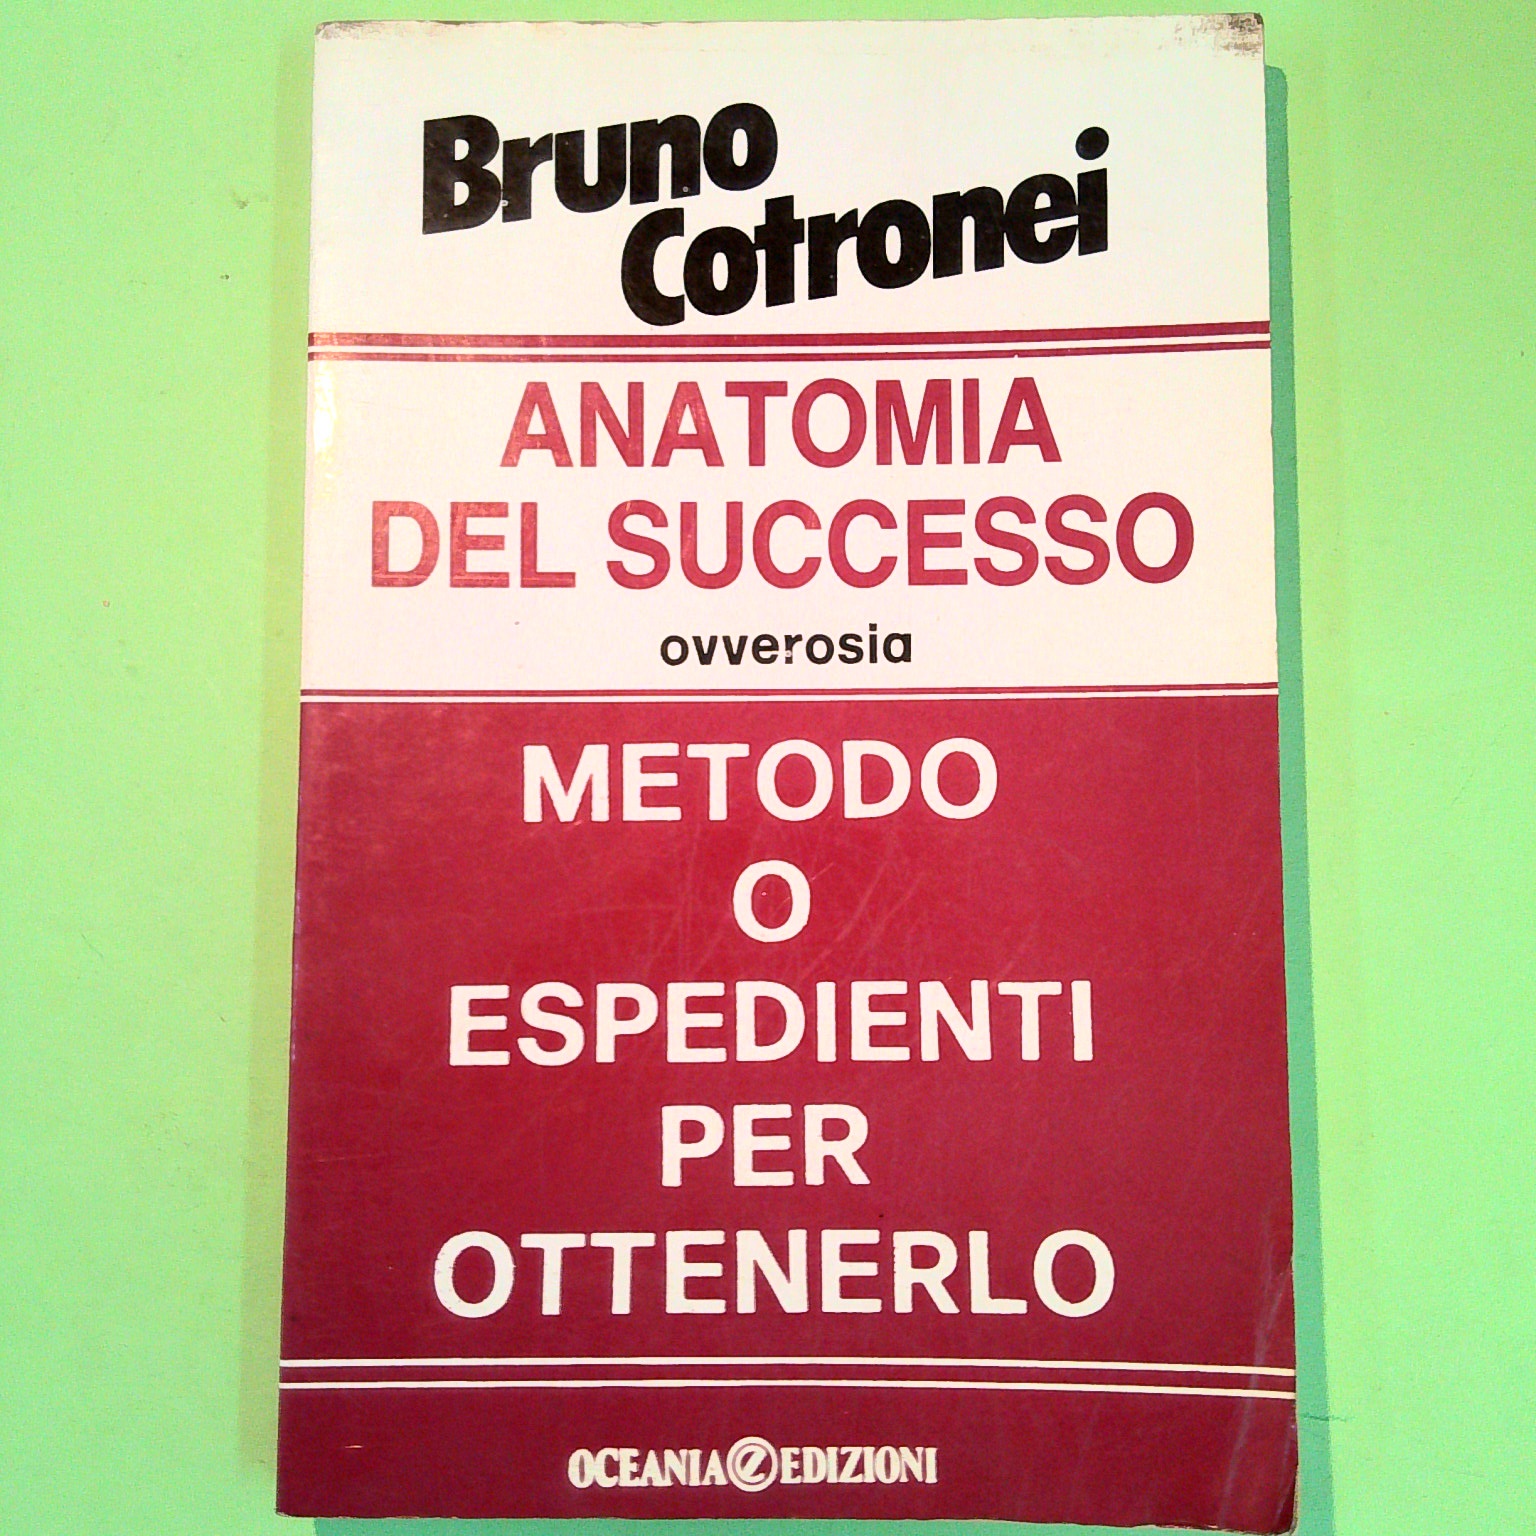 Bruno
Cotronei
ANATOMIA
DEL SUCCESSO
ovverosia
METODO
O
ESPEDIENTI
PER
OTTENERLO
OCEANIA e EDIZIONI